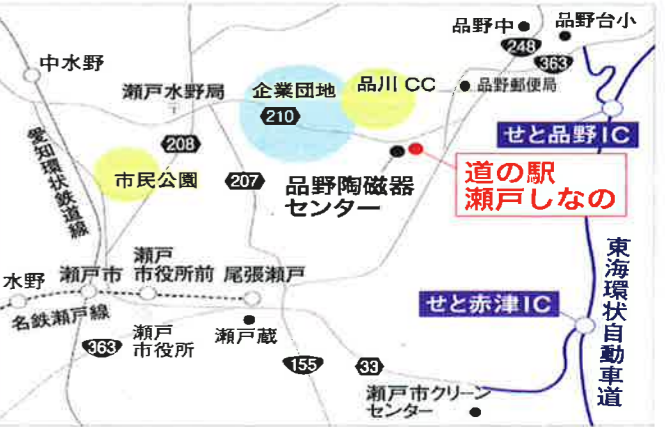 品野中
品野台小
248
363
中水野
瀬戸水野局
企業団地
210
品川 CC
品野郵便局
せと品野IC
208
愛知環状鉄道線
市民公園
207
品野陶磁器
センター
道の駅
瀬戸しなの
水野
瀬戸市
瀬戸
市役所前
尾張瀬戸
名鉄瀬戸線
せと赤津IC
東海環状自動車道
363
瀬戸
市役所
瀬戸蔵
155
33
瀬戸市クリーン
センター